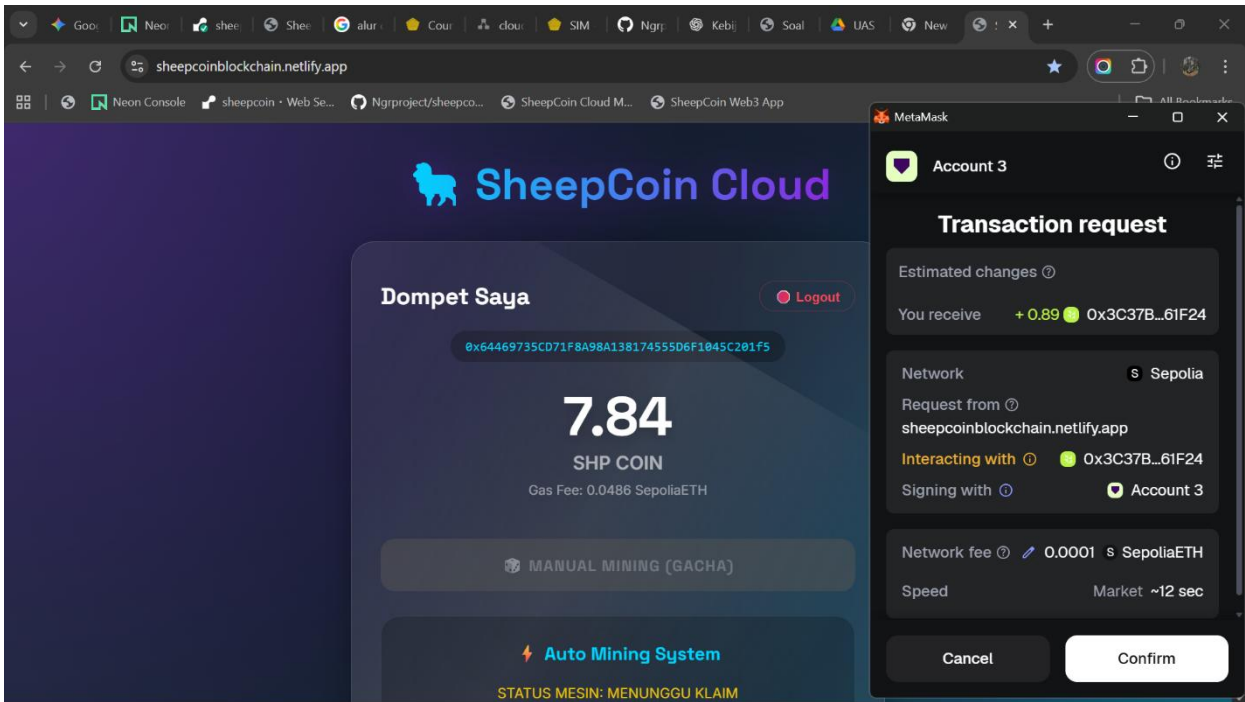 Goo
Neo
shee
Shee
alur
Cour
clou
SIM
Ngrp
Kebij
Soal
UAS
New
sheepcoinblockchain.netlify.app
Neon Console
sheepcoin · Web Se...
Ngrproject/sheepco...
SheepCoin Cloud M...
SheepCoin Web3 App
All Bookmarks
SheepCoin Cloud
Dompet Saya
Logout
0x64469735CD71F8A98A138174555D6F1045C201f5
7.84
SHP COIN
Gas Fee: 0.0486 SepoliaETH
MANUAL MINING (GACHA)
Auto Mining System
STATUS MESIN: MENUNGGU KLAIM
MetaMask
Account 3
Transaction request
Estimated changes
You receive + 0.89 0x3C37B...61F24
Network S Sepolia
Request from
sheepcoinblockchain.netlify.app
Interacting with 0x3C37B...61F24
Signing with Account 3
Network fee 0.0001 S SepoliaETH
Speed Market ~12 sec
Cancel Confirm